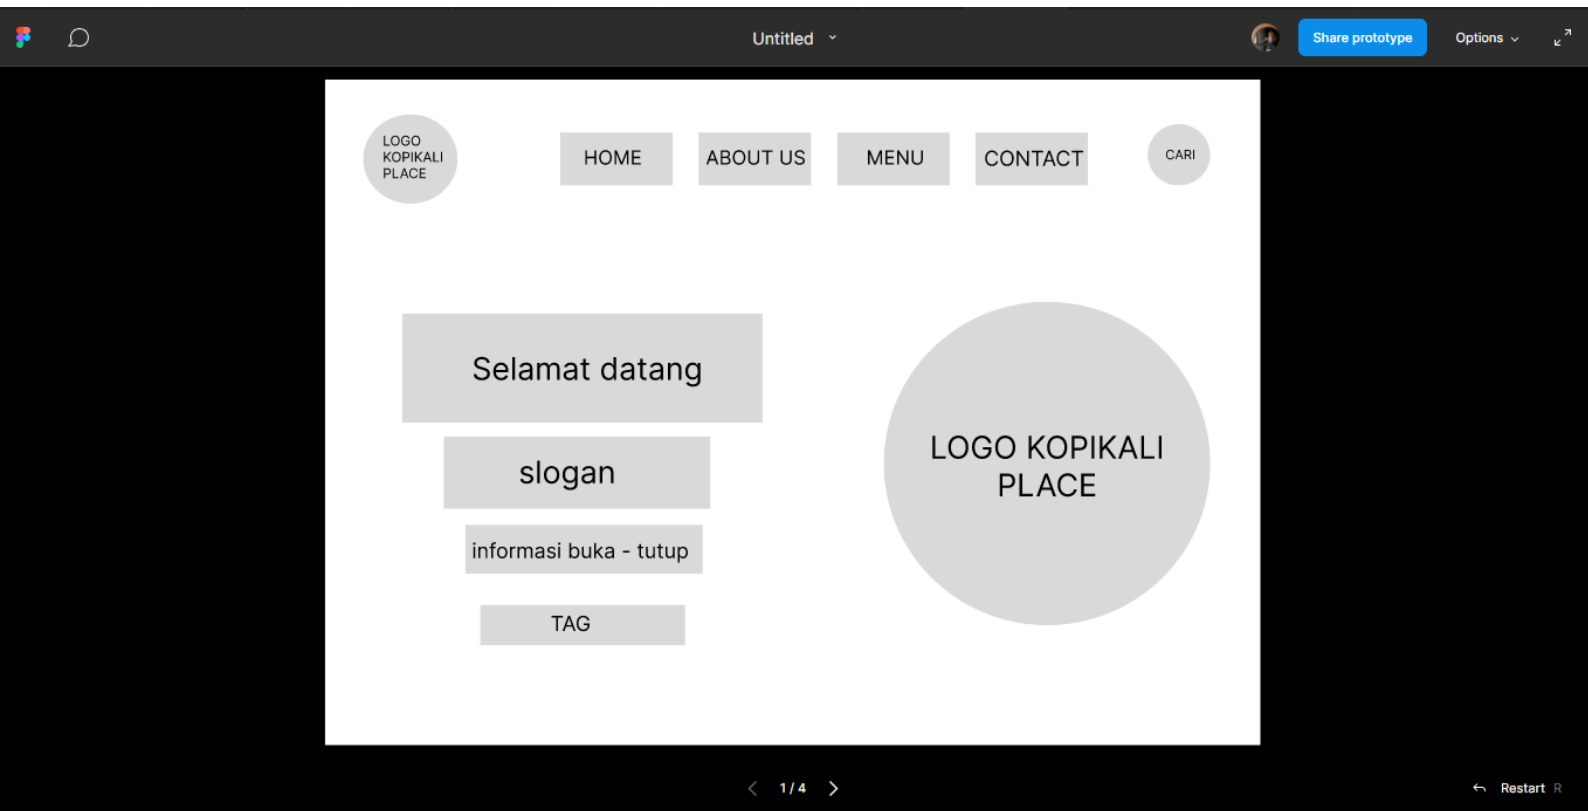 Untitled
Share prototype
Options
LOGO
KOPIKALI
PLACE
HOME
ABOUT US
MENU
CONTACT
CARI
Selamat datang
slogan
informasi buka - tutup
TAG
LOGO KOPIKALI
PLACE
1 / 4
Restart R